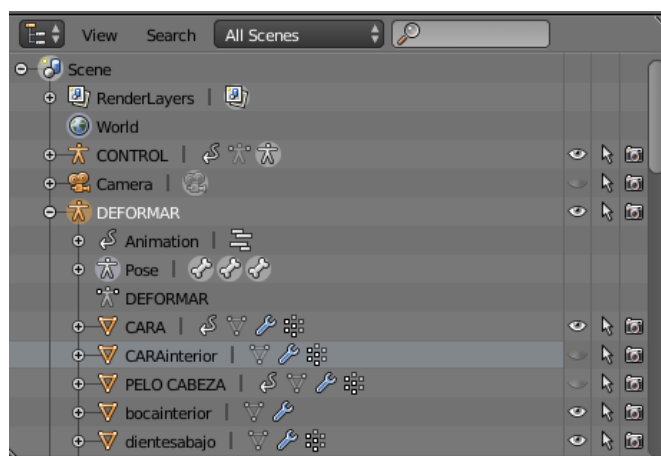 View Search All Scenes
Scene
RenderLayers |
World
CONTROL |
Camera |
DEFORMAR
Animation |
Pose |
DEFORMAR
CARA |
CARAinterior |
PELO CABEZA |
bocainterior |
dientesabajo |